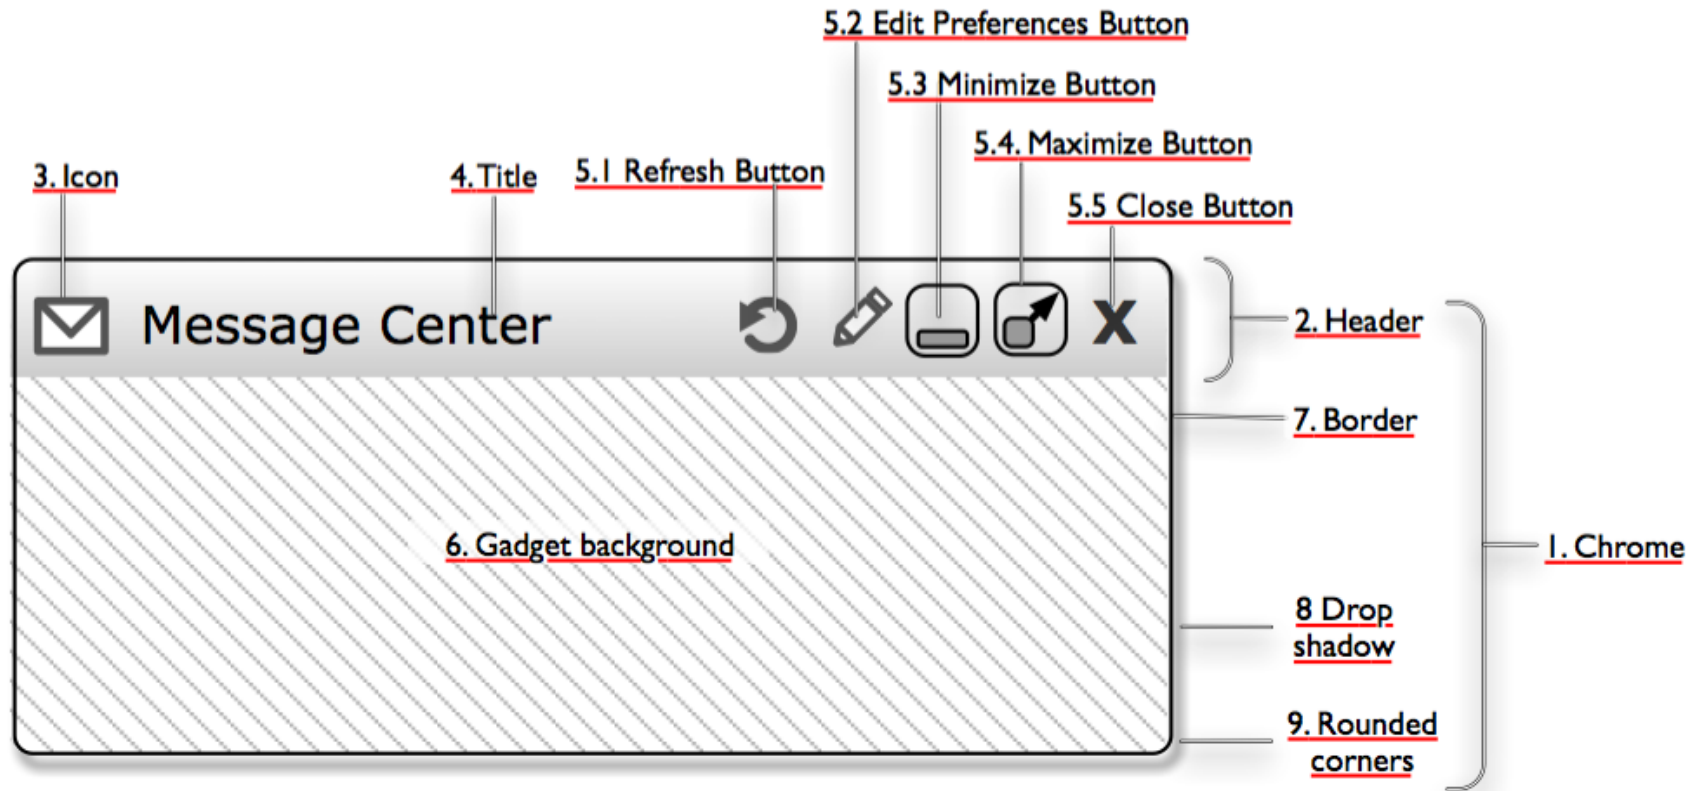 5.2 Edit Preferences Button
5.3 Minimize Button
5.4. Maximize Button
3. Icon
4. Title
5.1 Refresh Button
5.5 Close Button
Message Center
X
2. Header
7. Border
6. Gadget background
1. Chrome
8 Drop
shadow
9. Rounded
corners